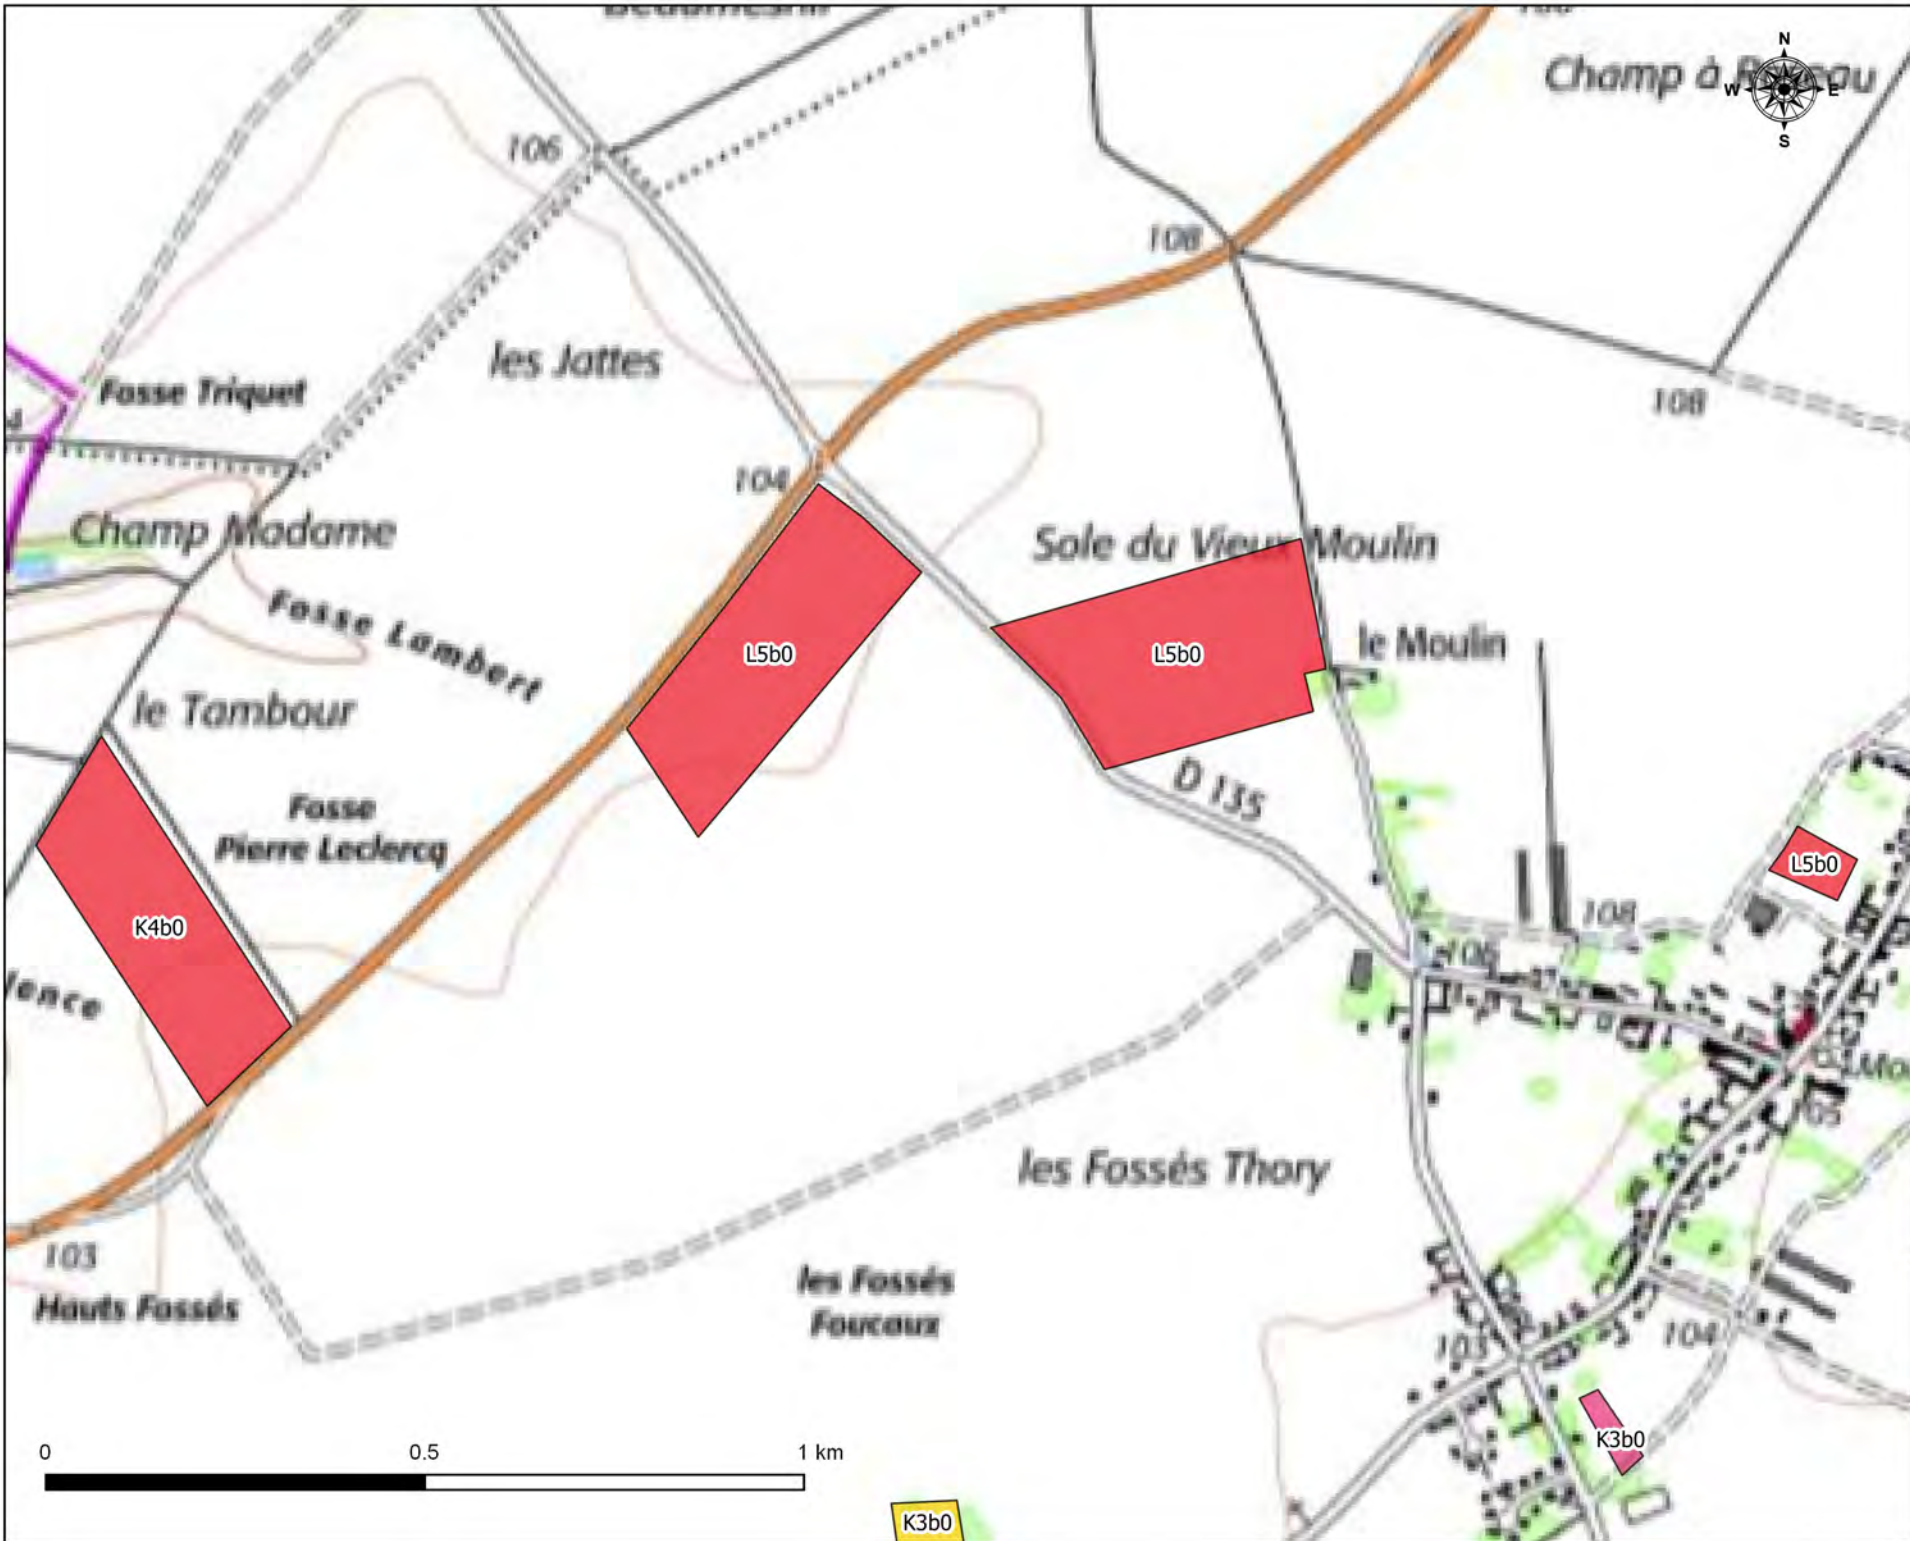 N
W E
S
106
108
les Jattes
Fosse Triquet
108
104
Champ Madame
Sole du Vieux Moulin
Fosse Lambert
le Moulin
L5b0
L5b0
le Tambour
D 135
Fosse
Pierre Leclercq
L5b0
K4b0
108
106
lence
les Fossés Thory
103
Hauts Fossés
les Fossés
Foucaux
104
103
K3b0
0 0.5 1 km
K3b0